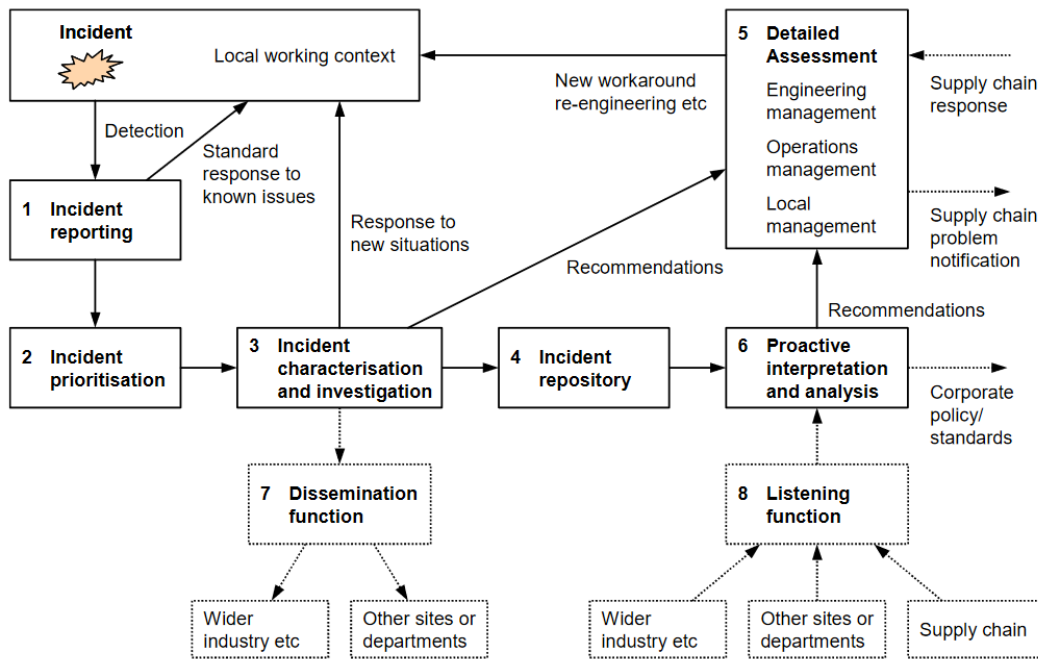 Incident
Local working context
Detection
Standard
response to
known issues
New workaround
re-engineering etc
5 Detailed
Assessment
Engineering
management
Operations
management
Local
management
Supply chain
response
Supply chain
problem
notification
1 Incident
reporting
Response to
new situations
Recommendations
Recommendations
2 Incident
prioritisation
3 Incident
characterisation
and investigation
4 Incident
repository
6 Proactive
interpretation
and analysis
Corporate
policy/
standards
7 Dissemination
function
8 Listening
function
Wider
industry etc
Other sites or
departments
Wider
industry etc
Other sites or
departments
Supply chain